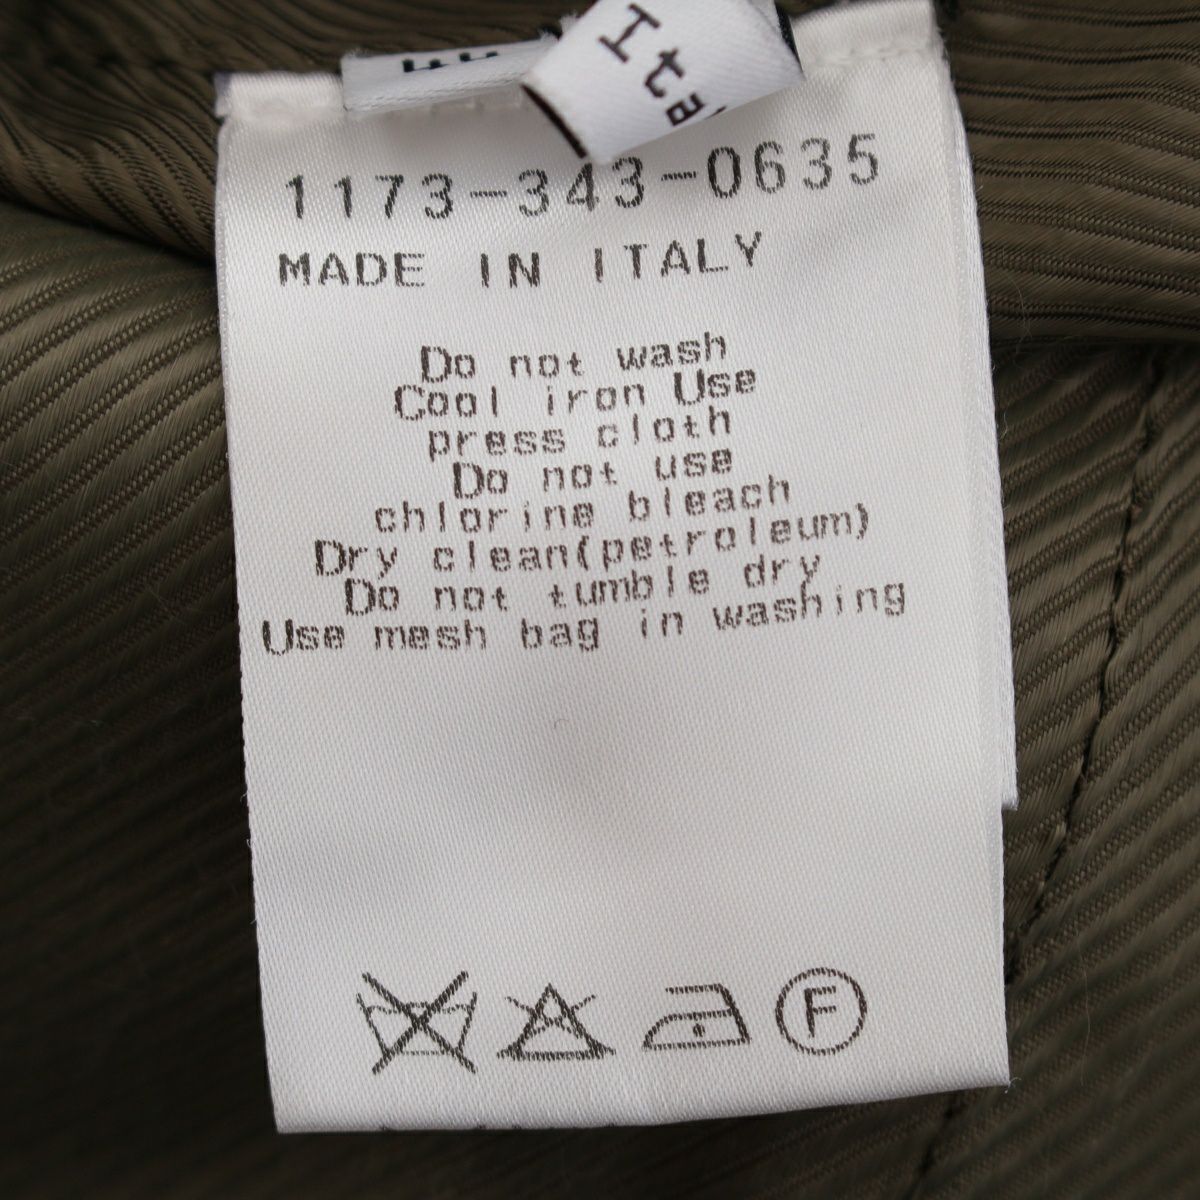 Ita
1173-343-0635
MADE IN ITALY
Do not wash
Cool iron Use
press cloth
Do not use
chlorine bleach
Dry clean(petroleum)
Do not tumble dry
Use mesh bag in washing
F